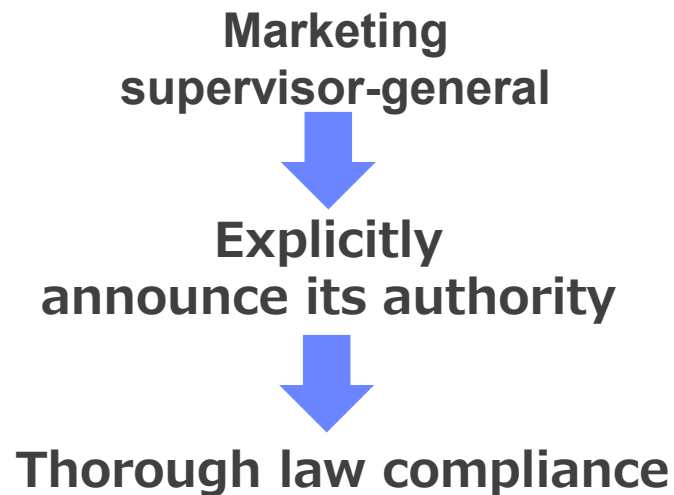 Marketing
supervisor-general
Explicitly
announce its authority
Thorough law compliance